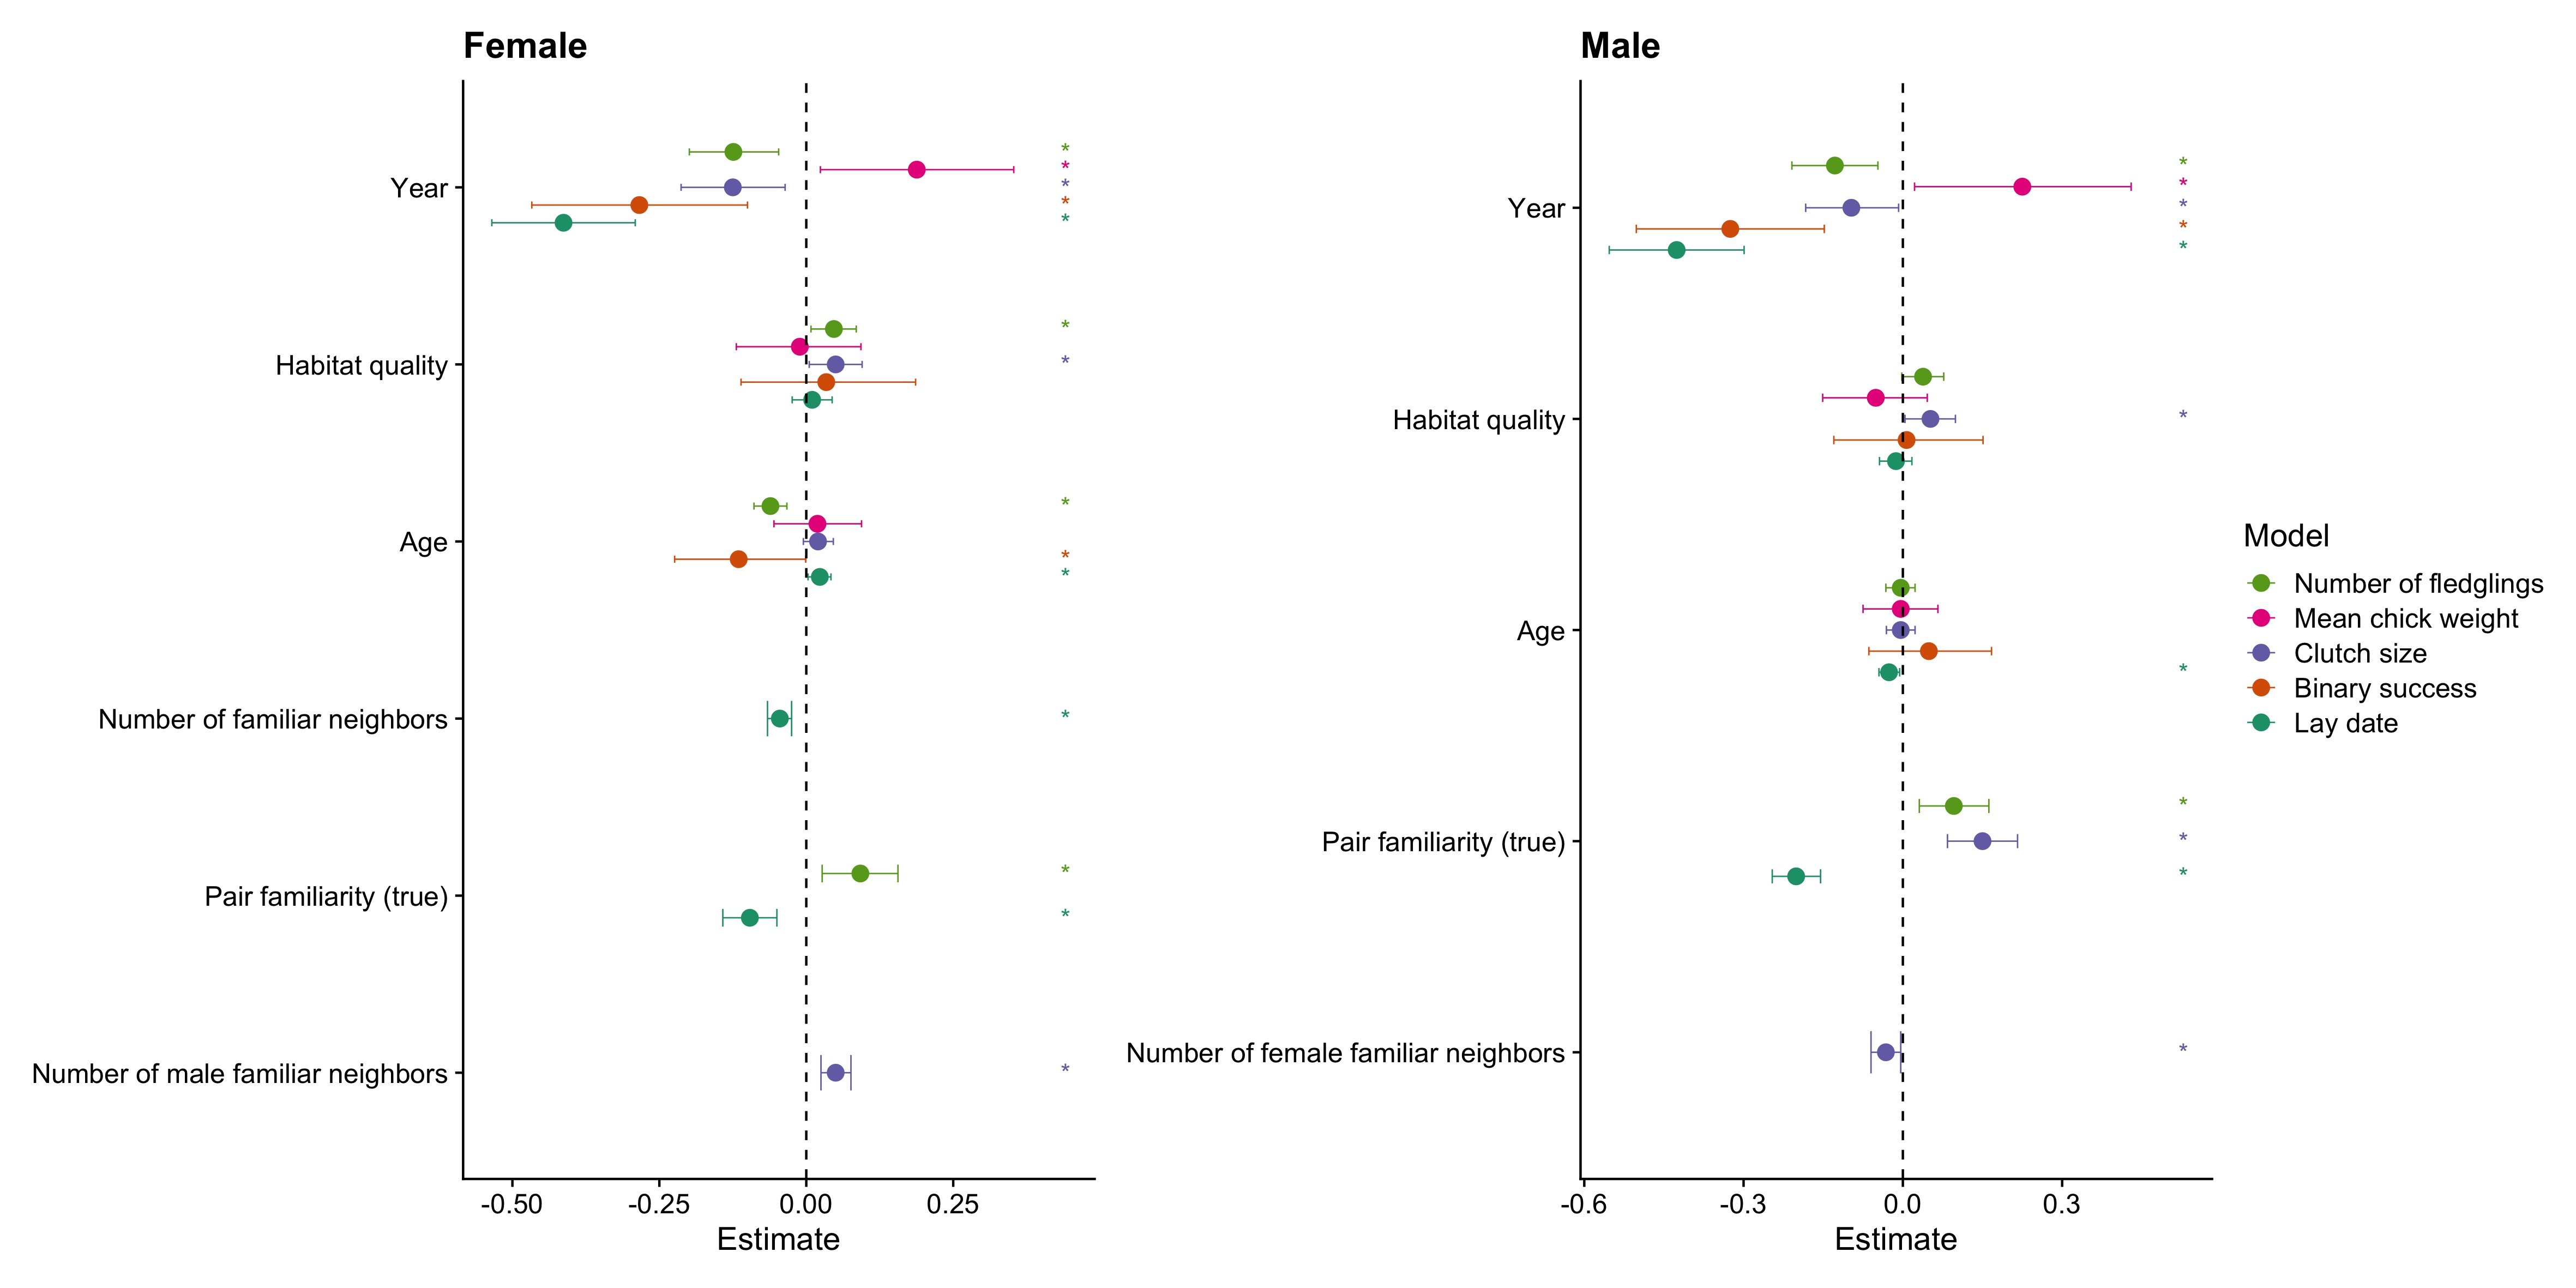 Female
Year
*
*
*
*
*
Habitat quality
*
*
Age
*
*
*
Number of familiar neighbors
*
Pair familiarity (true)
*
*
Number of male familiar neighbors
*
-0.50 -0.25 0.00 0.25
Estimate
Male
Year
*
*
*
*
*
Habitat quality
*
Age
*
Pair familiarity (true)
*
*
*
Number of female familiar neighbors
*
-0.6 -0.3 0.0 0.3
Estimate
Model
Number of fledglings
Mean chick weight
Clutch size
Binary success
Lay date